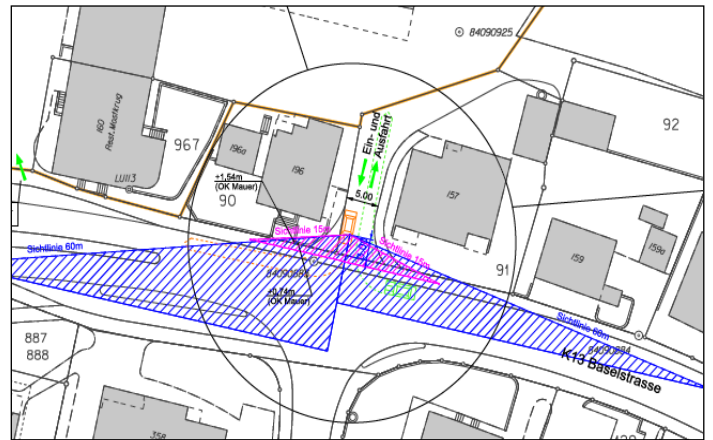 84090925
92
160
Rest. Mostkrug
967
LU113
196a
196
Ein- und
Ausfahrt
+1,54m
(OK Mauer)
90
5.00
157
Sichtlinie 15m
Sichtlinie 15m
Sichtlinie 60m
159
159a
91
+0,74m
(OK Mauer)
Sichtlinie 60m
84090884
K13 Baselstrasse
887
888
358